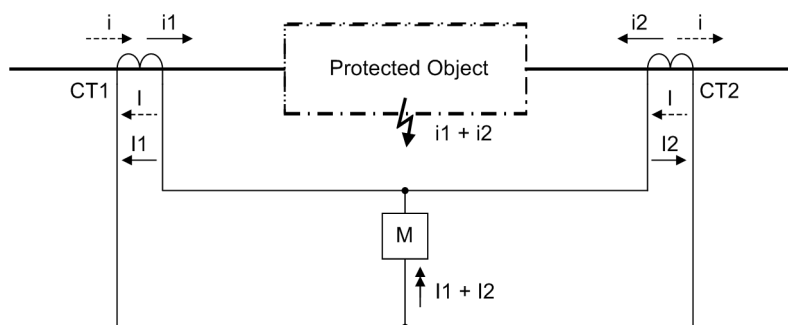 i i1 i2 i
Protected Object
CT1 I I CT2
i1 + i2
I1 I2
M
I1 + I2